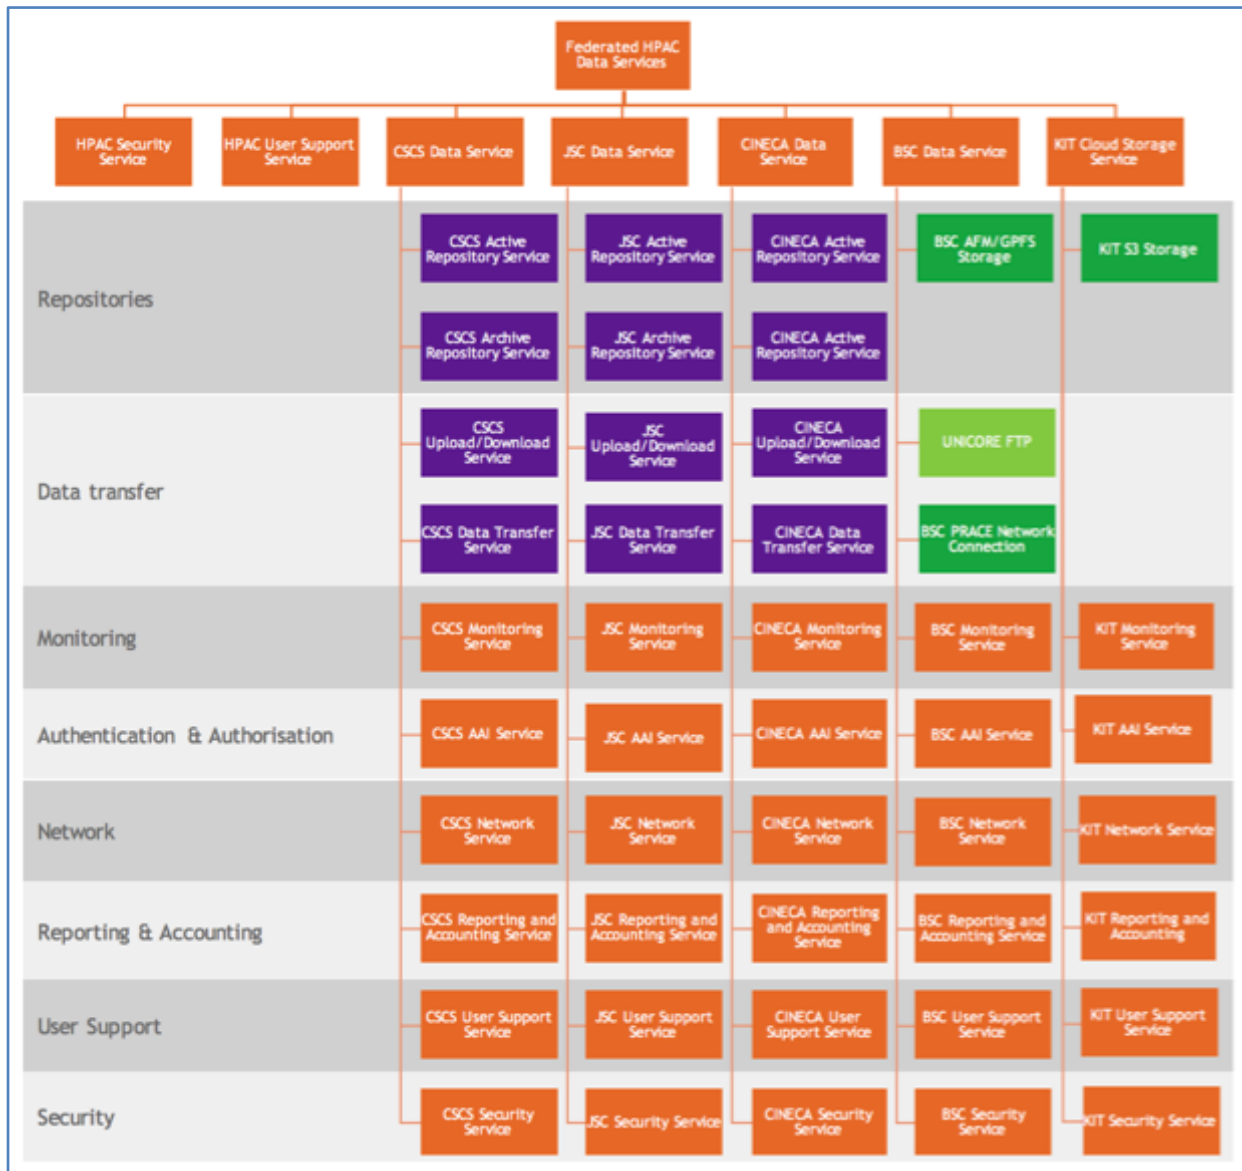 Federated HPAC
Data Services
HPAC Security
Service
HPAC User Support
Service
CSCS Data Service
JSC Data Service
CINECA Data
Service
BSC Data Service
KIT Cloud Storage
Service
Repositories
CSCS Active
Repository Service
JSC Active
Repository Service
CINECA Active
Repository Service
BSC AFM/GPFS
Storage
KIT S3 Storage
CSCS Archive
Repository Service
JSC Archive
Repository Service
CINECA Active
Repository Service
Data transfer
CSCS
Upload/Download
Service
JSC
Upload/Download
Service
CINECA
Upload/Download
Service
UNICORE FTP
CSCS Data Transfer
Service
JSC Data Transfer
Service
CINECA Data
Transfer Service
BSC PRACE Network
Connection
Monitoring
CSCS Monitoring
Service
JSC Monitoring
Service
CINECA Monitoring
Service
BSC Monitoring
Service
KIT Monitoring
Service
Authentication & Authorisation
CSCS AAI Service
JSC AAI Service
CINECA AAI Service
BSC AAI Service
KIT AAI Service
Network
CSCS Network
Service
JSC Network
Service
CINECA Network
Service
BSC Network
Service
KIT Network Service
Reporting & Accounting
CSCS Reporting and
Accounting Service
JSC Reporting and
Accounting Service
CINECA Reporting
and Accounting
Service
BSC Reporting and
Accounting Service
KIT Reporting and
Accounting
User Support
CSCS User Support
Service
JSC User Support
Service
CINECA User
Support Service
BSC User Support
Service
KIT User Support
Service
Security
CSCS Security
Service
JSC Security Service
CINECA Security
Service
BSC Security
Service
KIT Security Service